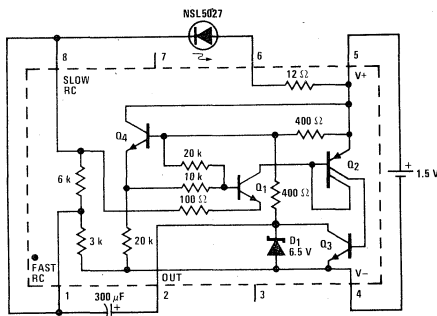 NSL5027
8
7
6
5
SLOW
RC
12 Ω
V+
Q4
400 Ω
20 k
Q2
10 k
Q1
6 k
100 Ω
400 Ω
+
1.5 V
3 k
20 k
D1
6.5 V
Q3
FAST
RC
OUT
V−
1
300 μF
+
2
3
4